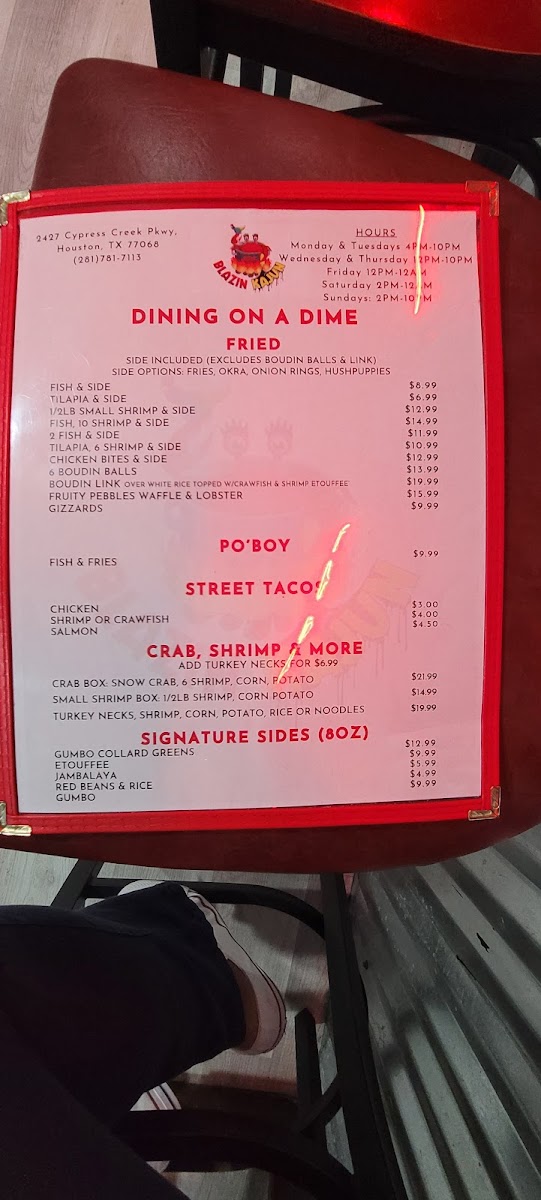 2427 Cypress Creek Pkwy,
Houston, TX 77068
(281)781-7113
BLAZIN KAJUN
HOURS
Monday & Tuesdays 4PM-10PM
Wednesday & Thursday 12PM-10PM
Friday 12PM-12AM
Saturday 2PM-12AM
Sundays: 2PM-10PM
DINING ON A DIME
FRIED
SIDE INCLUDED (EXCLUDES BOUDIN BALLS & LINK)
SIDE OPTIONS: FRIES, OKRA, ONION RINGS, HUSHPUPPIES
FISH & SIDE $8.99
TILAPIA & SIDE $6.99
1/2LB SMALL SHRIMP & SIDE $12.99
FISH, 10 SHRIMP & SIDE $14.99
2 FISH & SIDE $11.99
TILAPIA, 6 SHRIMP & SIDE $10.99
CHICKEN BITES & SIDE $12.99
6 BOUDIN BALLS $13.99
BOUDIN LINK OVER WHITE RICE TOPPED W/CRAWFISH & SHRIMP ETOUFFEE $19.99
FRUITY PEBBLES WAFFLE & LOBSTER $15.99
GIZZARDS $9.99
PO'BOY
FISH & FRIES $9.99
STREET TACOS
CHICKEN $3.00
SHRIMP OR CRAWFISH $4.00
SALMON $4.50
CRAB, SHRIMP & MORE
ADD TURKEY NECKS FOR $6.99
CRAB BOX: SNOW CRAB, 6 SHRIMP, CORN, POTATO $21.99
SMALL SHRIMP BOX: 1/2LB SHRIMP, CORN POTATO $14.99
TURKEY NECKS, SHRIMP, CORN, POTATO, RICE OR NOODLES $19.99
SIGNATURE SIDES (8OZ)
GUMBO COLLARD GREENS $12.99
ETOUFFEE $9.99
JAMBALAYA $5.99
RED BEANS & RICE $4.99
GUMBO $9.99